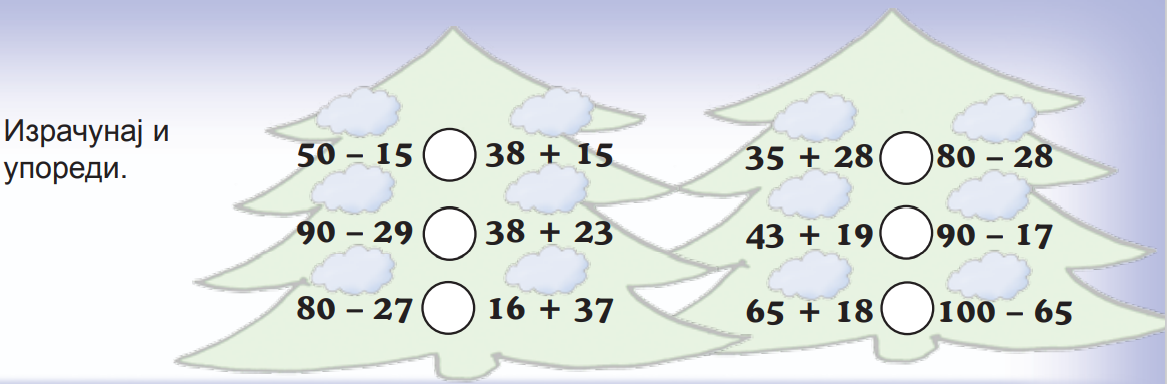 Израчунај и
упореди.
50 – 15 38 + 15
90 – 29 38 + 23
80 – 27 16 + 37
35 + 28 80 – 28
43 + 19 90 – 17
65 + 18 100 – 65